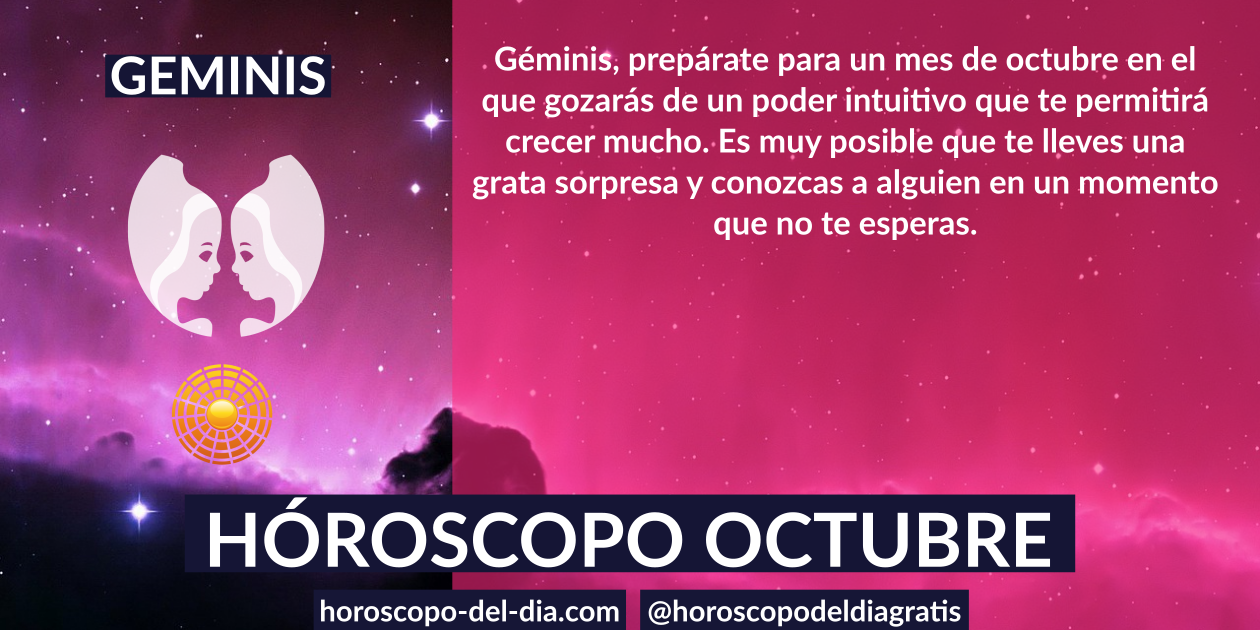 GEMINIS
Géminis, prepárate para un mes de octubre en el
que gozarás de un poder intuitivo que te permitirá
crecer mucho. Es muy posible que te lleves una
grata sorpresa y conozcas a alguien en un momento
que no te esperas.
HÓROSCOPO OCTUBRE
horoscopo-del-dia.com
@horoscopodeldiagratis